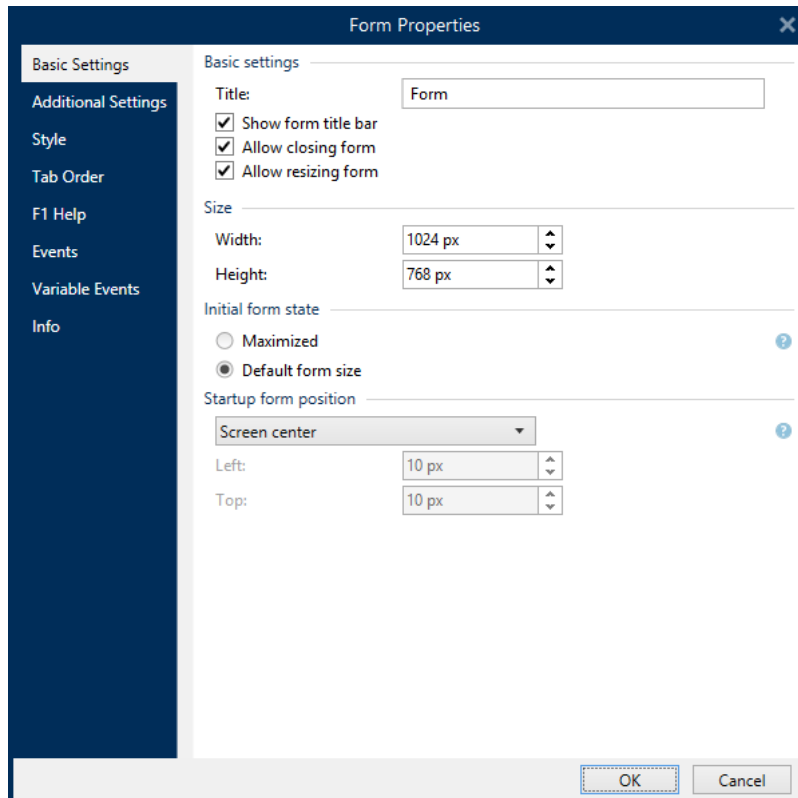 Form Properties
Basic Settings
Additional Settings
Style
Tab Order
F1 Help
Events
Variable Events
Info
Basic settings
Title: Form
Show form title bar
Allow closing form
Allow resizing form
Size
Width: 1024 px
Height: 768 px
Initial form state
Maximized
?
Default form size
Startup form position
Screen center
?
Left: 10 px
Top: 10 px
OK Cancel